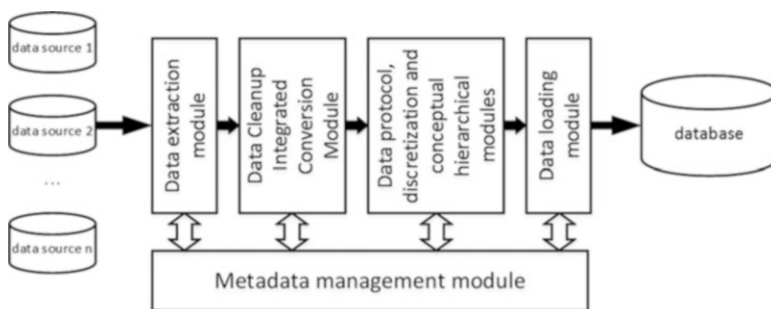 data source 1
data source 2
...
data source n
Data extraction
module
Data Cleanup
Integrated
Conversion
Module
Data protocol,
discretization and
conceptual
hierarchical
modules
Data loading
module
database
Metadata management module